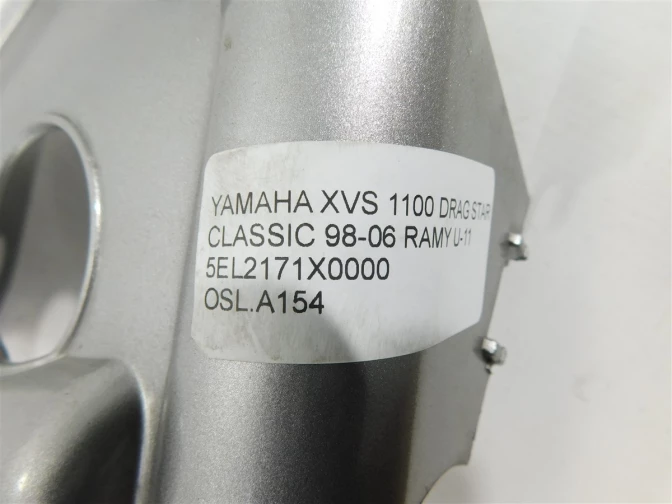 YAMAHA XVS 1100 DRAG STAR
CLASSIC 98-06 RAMY U-11
5EL2171X0000
OSL.A154